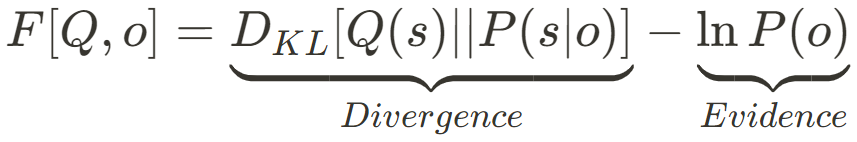 F[Q, o] = D_{KL}[Q(s)||P(s|o)] − ln P(o)
Divergence Evidence